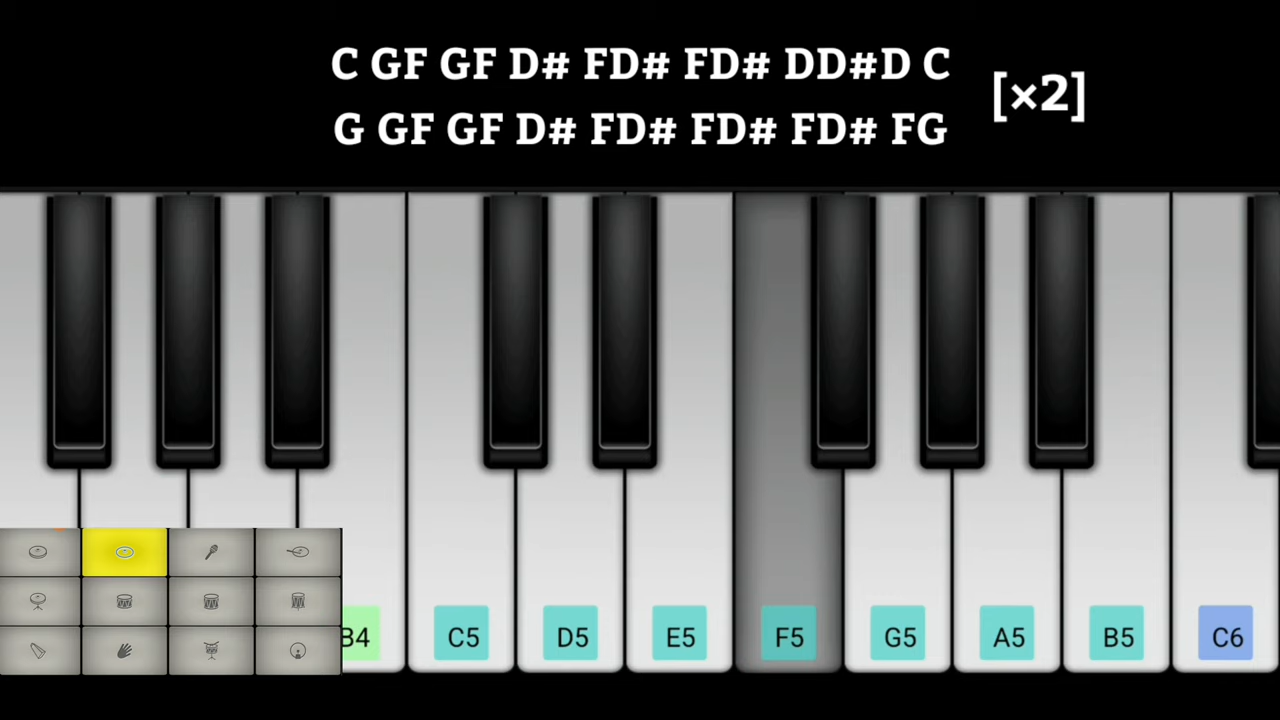 C GF GF D# FD# FD# DD#D C
[×2]
G GF GF D# FD# FD# FD# FG
B4 C5 D5 E5 F5 G5 A5 B5 C6